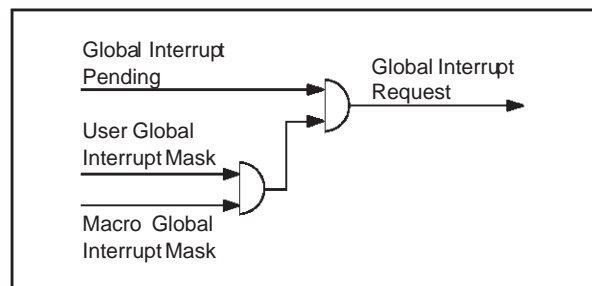 Global Interrupt
Pending
Global Interrupt
Request
User Global
Interrupt Mask
Macro Global
Interrupt Mask